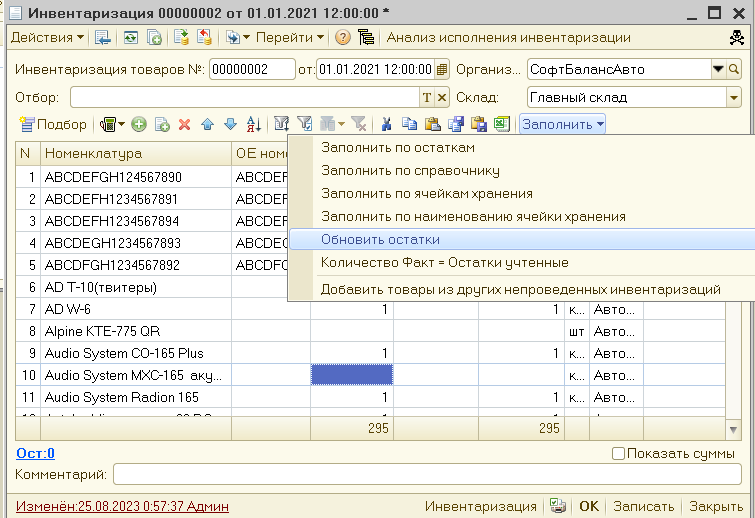 Инвентаризация 00000002 от 01.01.2021 12:00:00 *
Действия Перейти ? Анализ исполнения инвентаризации
Инвентаризация товаров №: 00000002 от: 01.01.2021 12:00:00 Организ... СофтБалансАвто
Отбор: T × Склад: Главный склад
Подбор Заполнить
Заполнить по остаткам
Заполнить по справочнику
Заполнить по ячейкам хранения
Заполнить по наименованию ячейки хранения
Обновить остатки
Количество Факт = Остатки учтенные
Добавить товары из других непроведенных инвентаризаций
N Номенклатура OE номе
1 ABCDEFGH124567890 ABCDEF
2 ABCDEFH1234567891 ABCDEF
3 ABCDEFH1234567894 ABCDEF
4 ABCDEGH1234567893 ABCDEG
5 ABCDFGH1234567892 ABCDFG
6 AD T-10(твитеры)
7 AD W-6 1 1 к... Авто...
8 Alpine KTE-775 QR шт Авто...
9 Audio System CO-165 Plus 1 1 к... Авто...
10 Audio System MXC-165 аку... к... Авто...
11 Audio System Radion 165 1 1 к... Авто...
295 295
Ост:0 Показать суммы
Комментарий:
Изменён:25.08.2023 0:57:37 Админ Инвентаризация OK Записать Закрыть